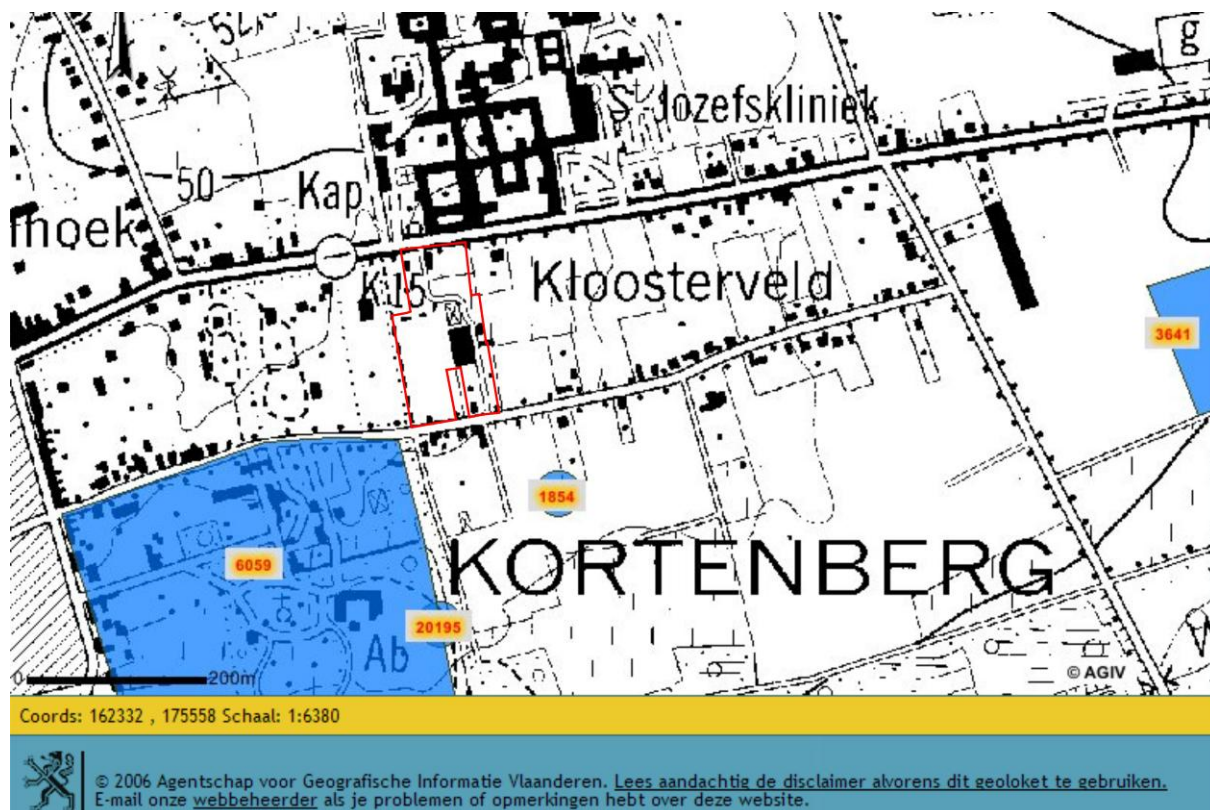 52,
g
St Jozefskliniek
50
Kap
hoek
K15
Kloosterveld
3641
1854
KORTENBERG
6059
20195
Ab
0 200m
© AGIV
Coords: 162332 , 175558 Schaal: 1:6380
© 2006 Agentschap voor Geografische Informatie Vlaanderen. Lees aandachtig de disclaimer alvorens dit geoloket te gebruiken.
E-mail onze webbeheerder als je problemen of opmerkingen hebt over deze website.